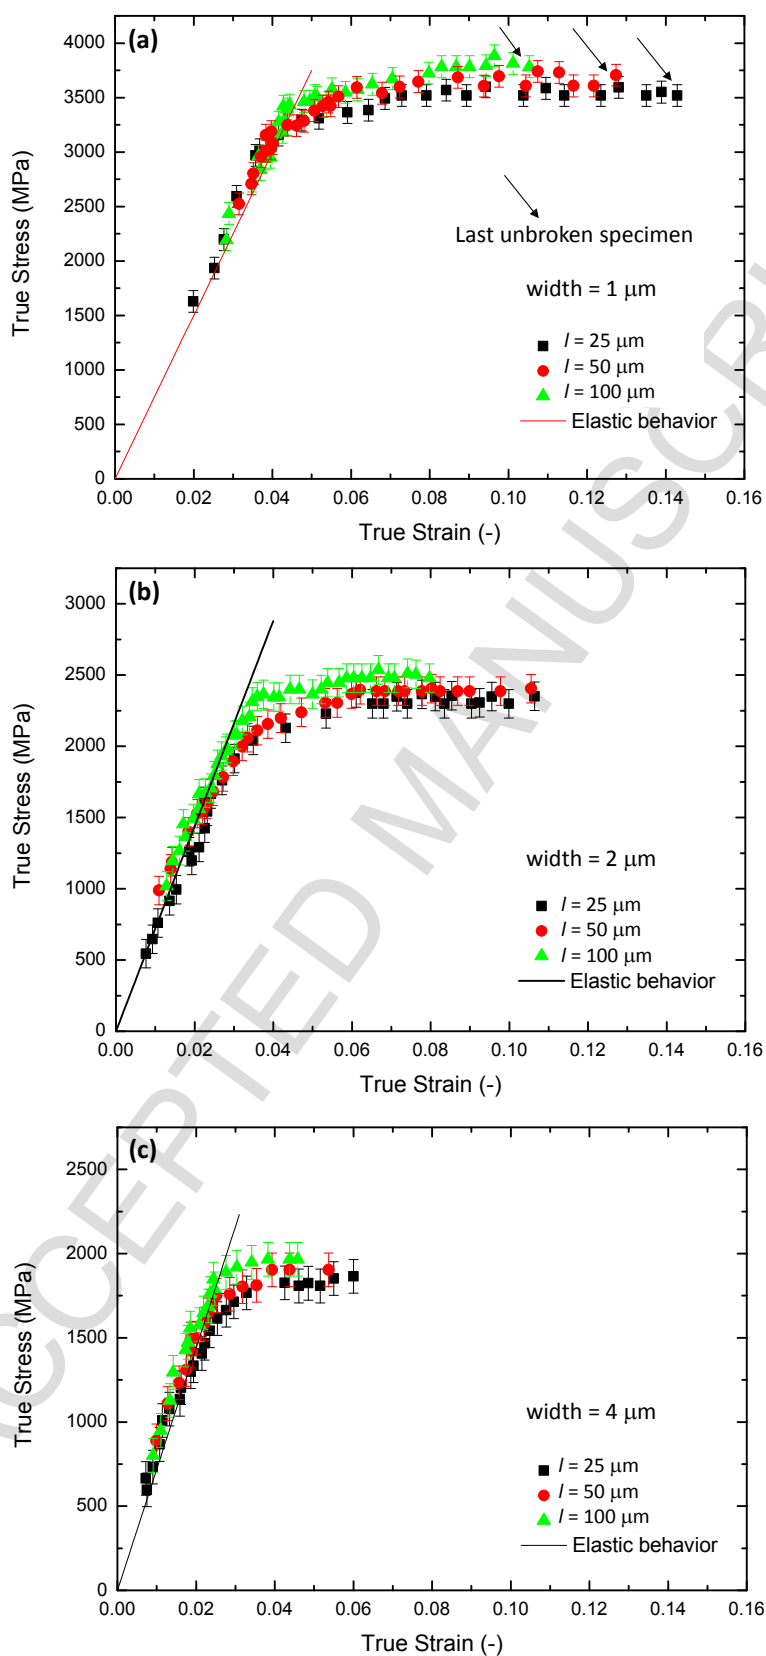 (a)
4000
3500
3000
2500
2000
1500
1000
500
0
True Stress (MPa)
Last unbroken specimen
width = 1 μm
l = 25 μm
l = 50 μm
l = 100 μm
Elastic behavior
0.00 0.02 0.04 0.06 0.08 0.10 0.12 0.14 0.16
True Strain (-)
(b)
3000
2500
2000
1500
1000
500
0
True Stress (MPa)
width = 2 μm
l = 25 μm
l = 50 μm
l = 100 μm
Elastic behavior
0.00 0.02 0.04 0.06 0.08 0.10 0.12 0.14 0.16
True Strain (-)
(c)
2500
2000
1500
1000
500
0
True Stress (MPa)
width = 4 μm
l = 25 μm
l = 50 μm
l = 100 μm
Elastic behavior
0.00 0.02 0.04 0.06 0.08 0.10 0.12 0.14 0.16
True Strain (-)
ACCEPTED MANUSCRI